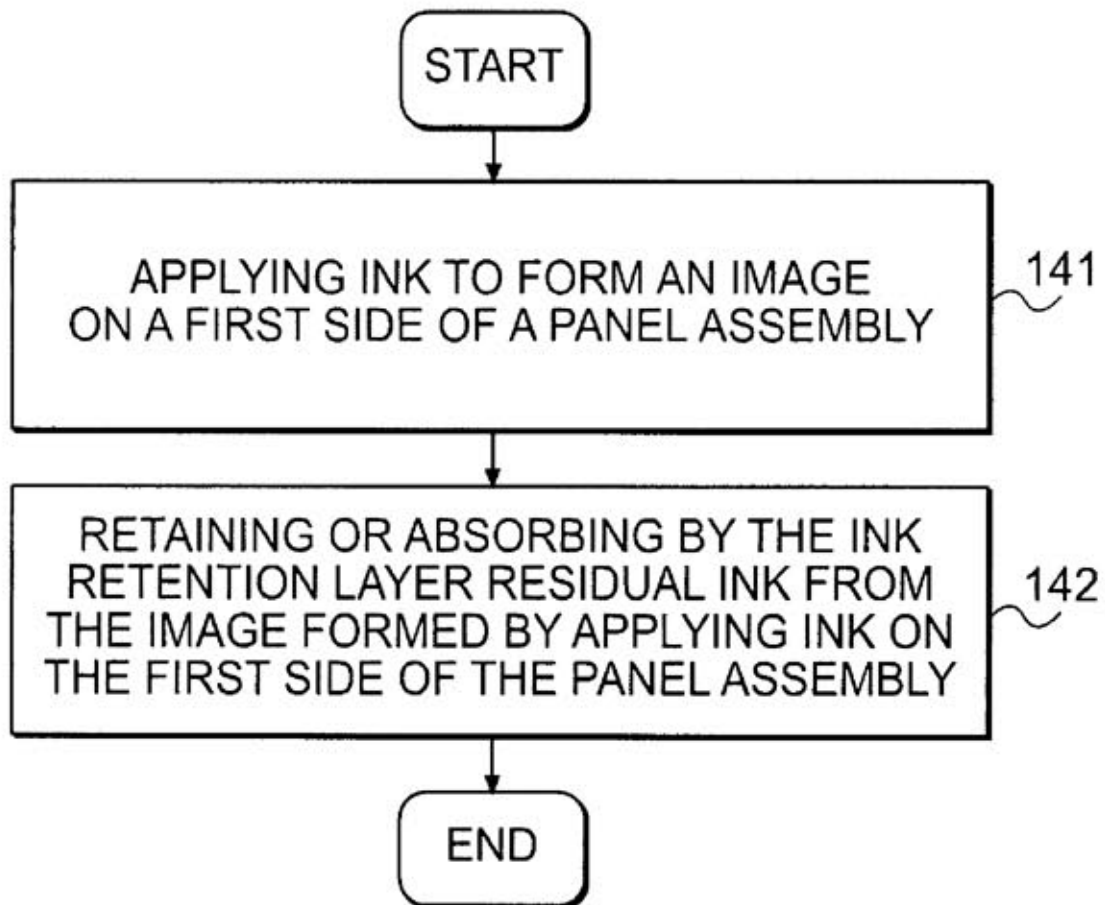 START
APPLYING INK TO FORM AN IMAGE
ON A FIRST SIDE OF A PANEL ASSEMBLY
141
RETAINING OR ABSORBING BY THE INK
RETENTION LAYER RESIDUAL INK FROM
THE IMAGE FORMED BY APPLYING INK ON
THE FIRST SIDE OF THE PANEL ASSEMBLY
142
END